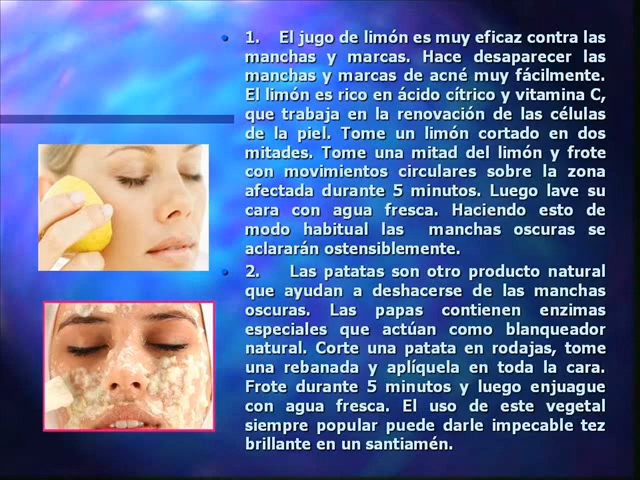 • 1. El jugo de limón es muy eficaz contra las
manchas y marcas. Hace desaparecer las
manchas y marcas de acné muy fácilmente.
El limón es rico en ácido cítrico y vitamina C,
que trabaja en la renovación de las células
de la piel. Tome un limón cortado en dos
mitades. Tome una mitad del limón y frote
con movimientos circulares sobre la zona
afectada durante 5 minutos. Luego lave su
cara con agua fresca. Haciendo esto de
modo habitual las manchas oscuras se
aclararán ostensiblemente.
• 2. Las patatas son otro producto natural
que ayudan a deshacerse de las manchas
oscuras. Las papas contienen enzimas
especiales que actúan como blanqueador
natural. Corte una patata en rodajas, tome
una rebanada y aplíquela en toda la cara.
Frote durante 5 minutos y luego enjuague
con agua fresca. El uso de este vegetal
siempre popular puede darle impecable tez
brillante en un santiamén.